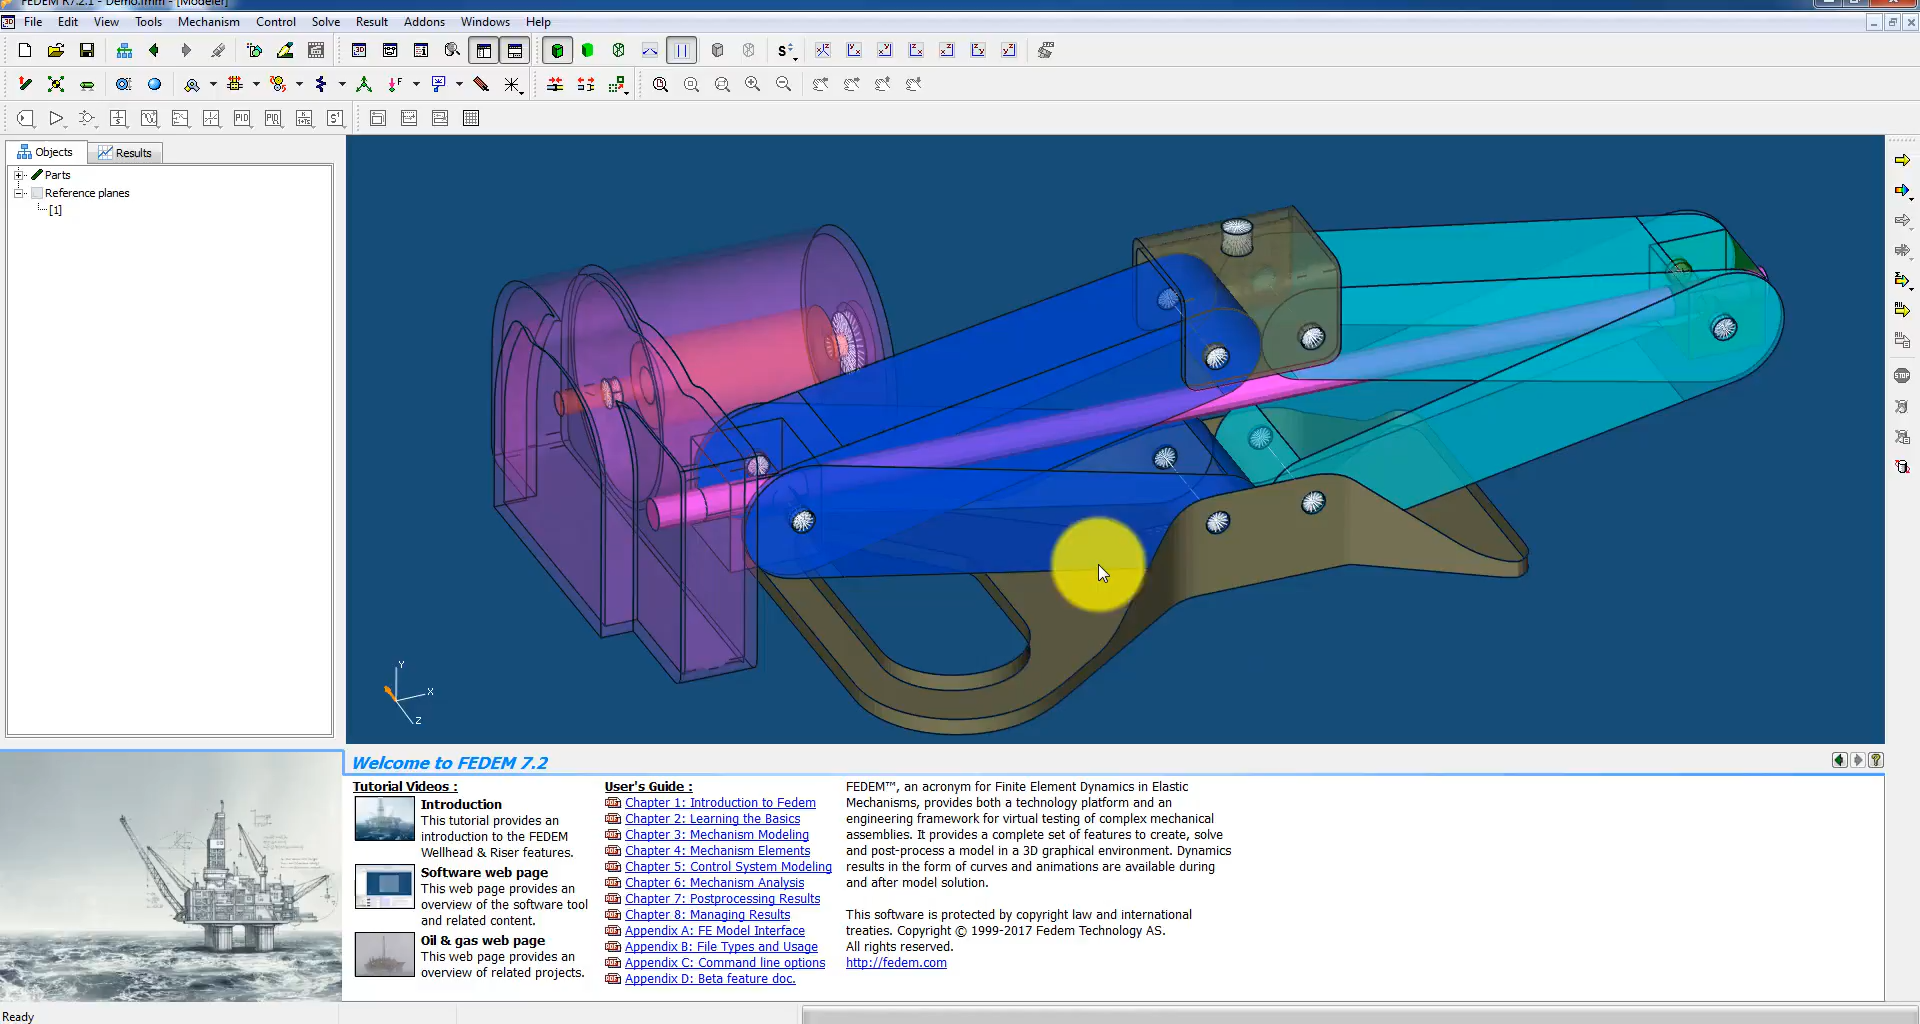 FEDEM R7.2.1 - Demo.fmm - [Modeler]
File Edit View Tools Mechanism Control Simulate Result Addons Windows Help
Objects Results
Parts
Reference planes
[1]
Y
X
Z
Welcome to FEDEM 7.2
Tutorial Videos :
Introduction
This tutorial provides an
introduction to the FEDEM
Wellhead & Riser features.
Software web page
This web page provides an
overview of the software tool
and related content.
Oil & gas web page
This web page provides an
overview of related projects.
User's Guide :
Chapter 1: Introduction to Fedem
Chapter 2: Learning the Basics
Chapter 3: Mechanism Modeling
Chapter 4: Mechanism Elements
Chapter 5: Control System Modeling
Chapter 6: Mechanism Analysis
Chapter 7: Postprocessing Results
Chapter 8: Managing Results
Appendix A: FE Model Interface
Appendix B: File Types and Usage
Appendix C: Command line options
Appendix D: Beta feature doc.
FEDEM™, an acronym for Finite Element Dynamics in Elastic
Mechanisms, provides both a technology platform and an
engineering framework for virtual testing of complex mechanical
assemblies. It provides a complete set of features to create, solve
and post-process a model in a 3D graphical environment. Dynamics
results in the form of curves and animations are available during
and after model solution.
This software is protected by copyright law and international
treaties. Copyright © 1999-2017 Fedem Technology AS.
All rights reserved.
http://fedem.com
Ready